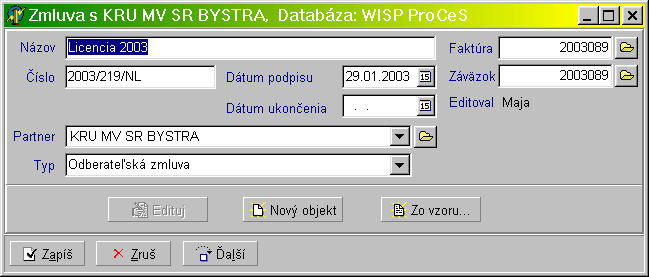 Zmluva s KRU MV SR BYSTRA, Databáza: WISP ProCeS
Názov Licencia 2003 Faktúra 2003089
Číslo 2003/219/NL Dátum podpisu 29.01.2003 15 Záväzok 2003089
Dátum ukončenia . . 15 Editoval Maja
Partner KRU MV SR BYSTRA
Typ Odberateľská zmluva
Edituj Nový objekt Zo vzoru...
Zapíš Zruš Ďalší